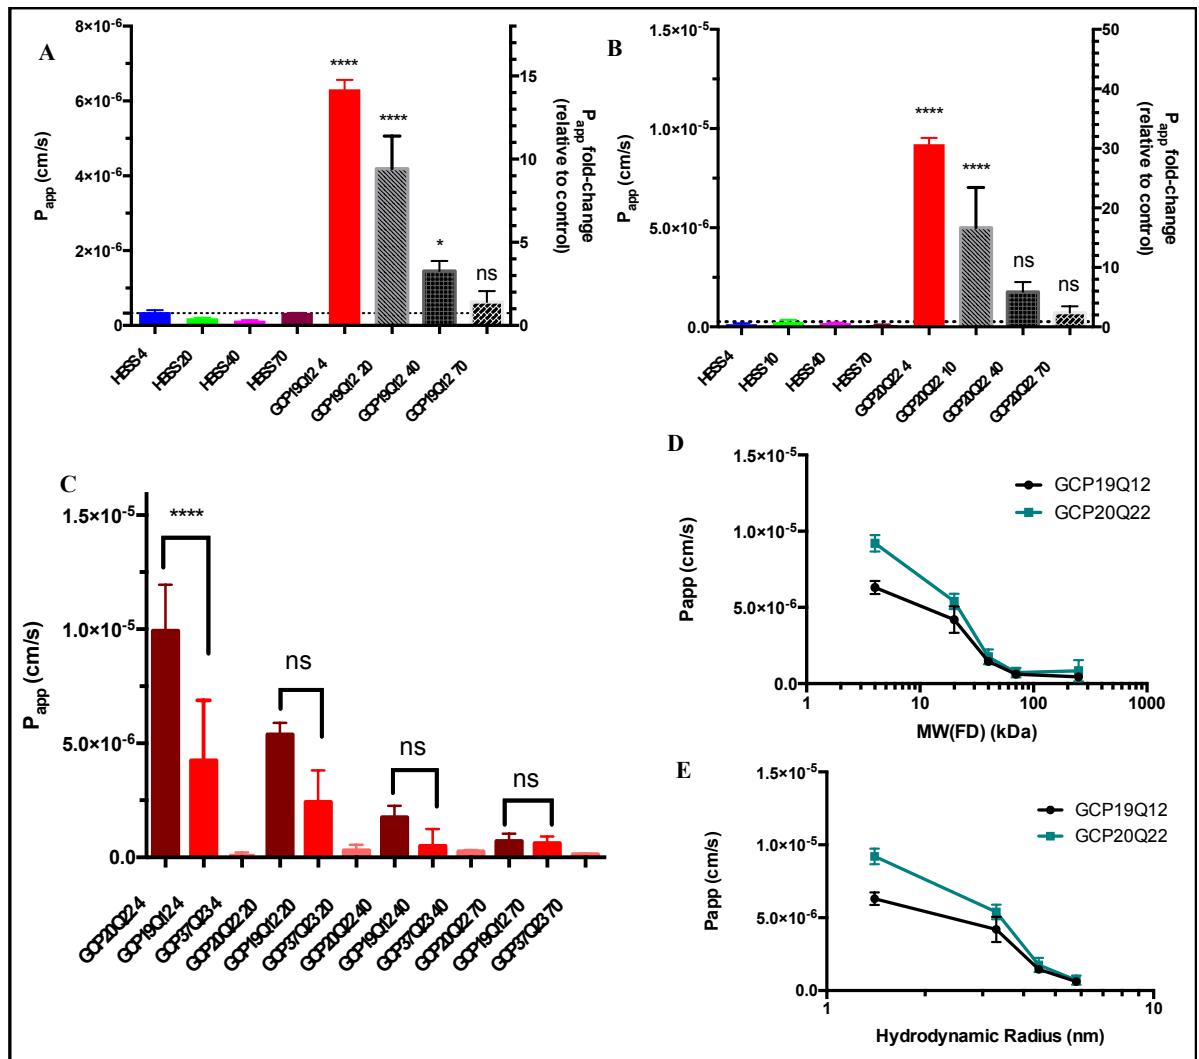 A
8×10⁻⁶
6×10⁻⁶
4×10⁻⁶
2×10⁻⁶
0
Papp (cm/s)
****
****
*
ns
15
10
5
0
Papp fold-change
(relative to control)
HBSS 4
HBSS 20
HBSS 40
HBSS 70
GCP19Q12 4
GCP19Q12 20
GCP19Q12 40
GCP19Q12 70
B
1.5×10⁻⁵
1.0×10⁻⁵
5.0×10⁻⁶
0.0
Papp (cm/s)
****
****
ns
ns
50
40
30
20
10
0
Papp fold-change
(relative to control)
HBSS 4
HBSS 10
HBSS 40
HBSS 70
GCP20Q22 4
GCP20Q22 10
GCP20Q22 40
GCP20Q22 70
C
1.5×10⁻⁵
1.0×10⁻⁵
5.0×10⁻⁶
0.0
Papp (cm/s)
****
ns
ns
ns
GCP20Q22 4
GCP19Q12 4
GCP37Q23 4
GCP20Q22 20
GCP19Q12 20
GCP37Q23 20
GCP20Q22 40
GCP19Q12 40
GCP37Q23 40
GCP20Q22 70
GCP19Q12 70
GCP37Q23 70
D
1.5×10⁻⁵
1.0×10⁻⁵
5.0×10⁻⁶
0.0
Papp (cm/s)
GCP19Q12
GCP20Q22
1 10 100 1000
MW(FD) (kDa)
E
1.5×10⁻⁵
1.0×10⁻⁵
5.0×10⁻⁶
0.0
Papp (cm/s)
GCP19Q12
GCP20Q22
1 10
Hydrodynamic Radius (nm)